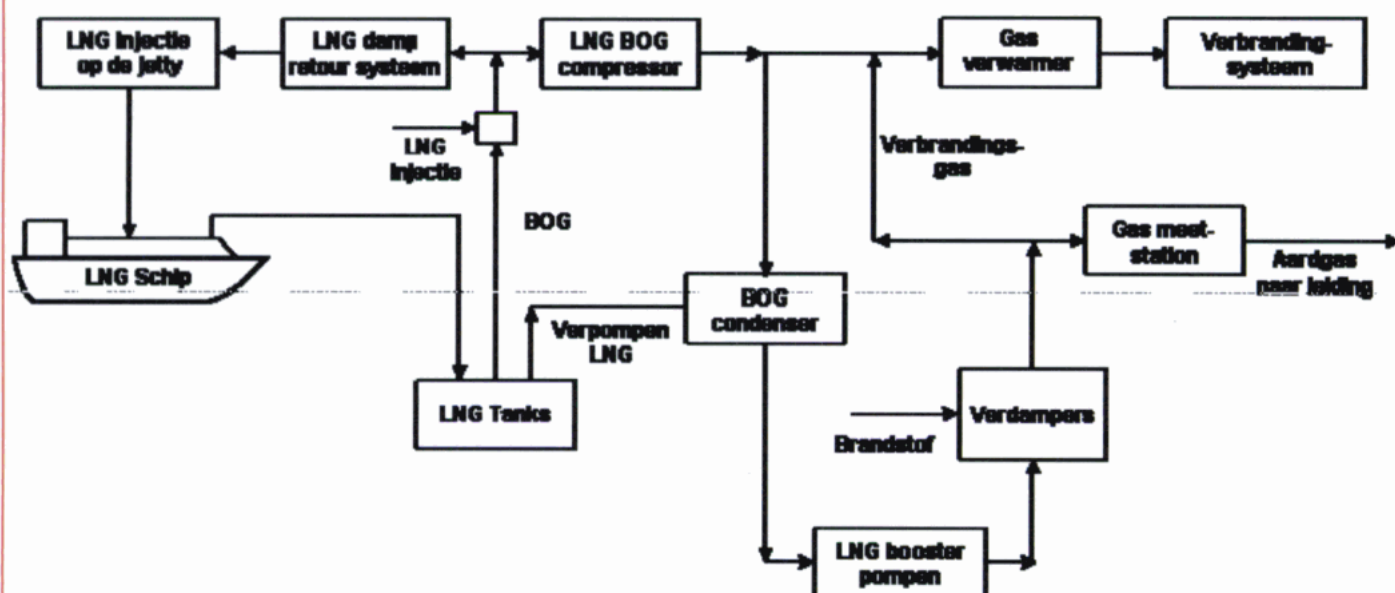 LNG Injectie
op de jetty
LNG damp
retour systeem
LNG BOG
compressor
Gas
verwarmer
Verbranding-
systeem
LNG
Injectie
Verbrandings-
gas
BOG
Gas meet-
station
Aardgas
naar leiding
LNG Schip
BOG
condenser
Verpompen
LNG
LNG Tanks
Verdampers
Brandstof
LNG booster
pompen